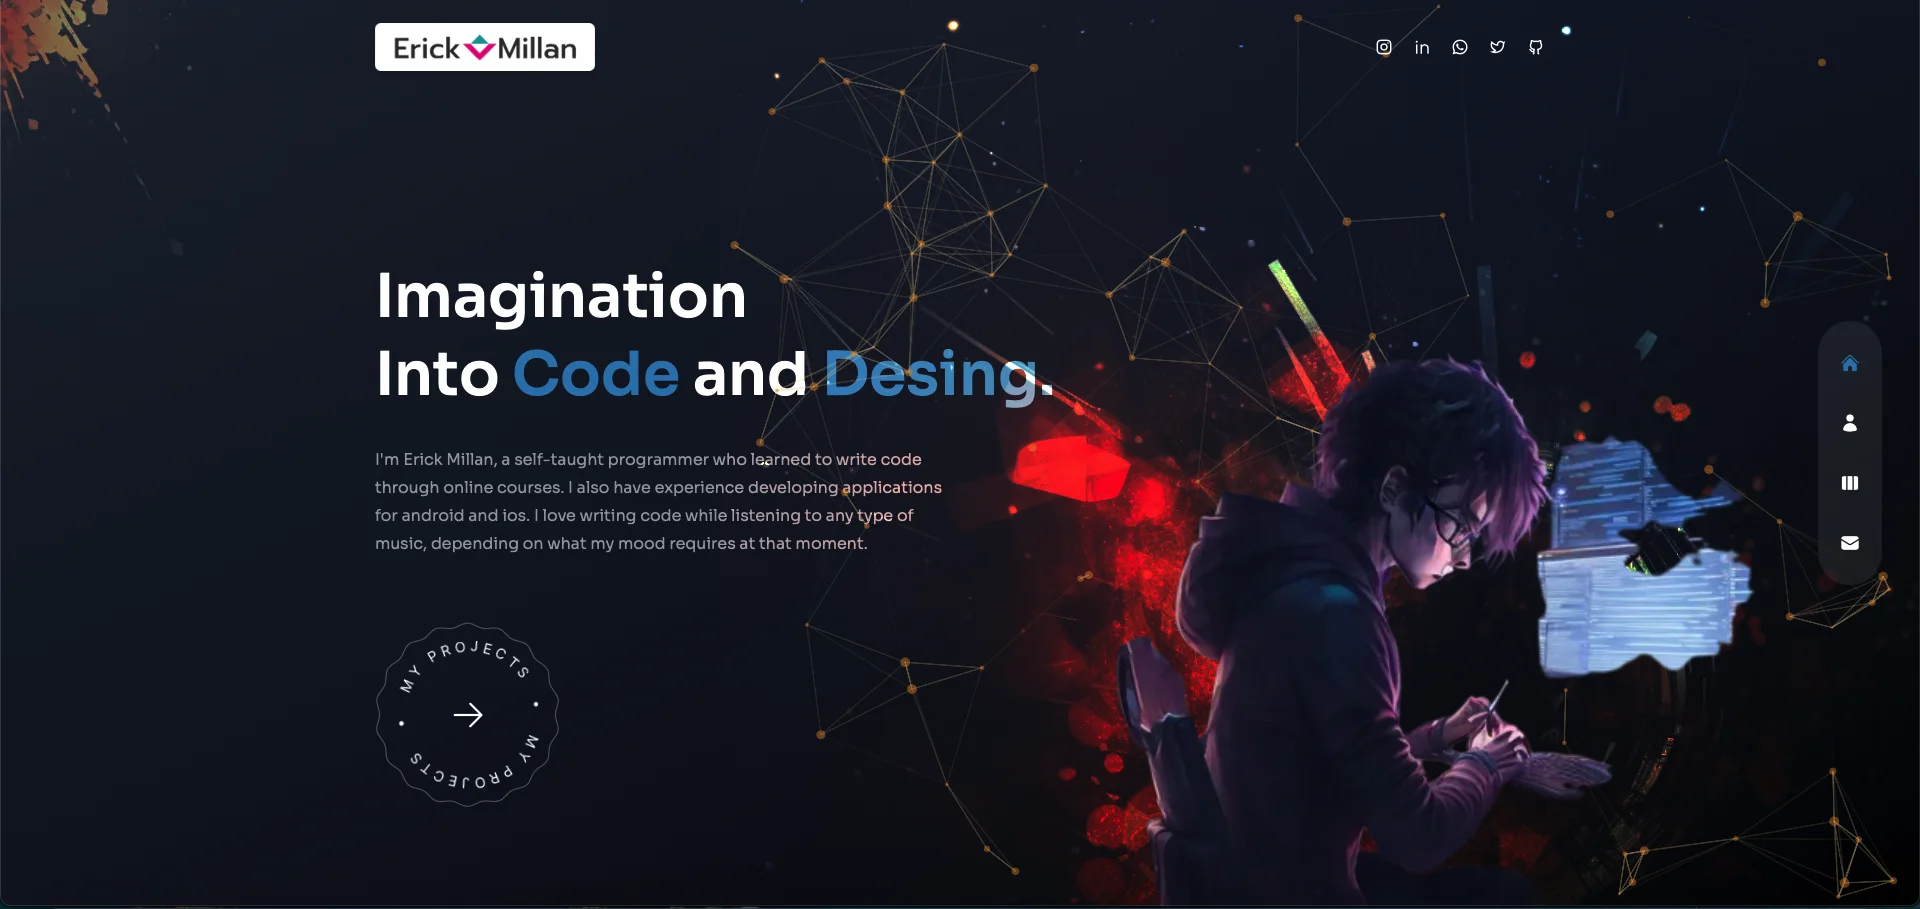 Erick Millan
Imagination
Into Code and Desing.
I'm Erick Millan, a self-taught programmer who learned to write code
through online courses. I also have experience developing applications
for android and ios. I love writing code while listening to any type of
music, depending on what my mood requires at that moment.
MY PROJECTS • MY PROJECTS •